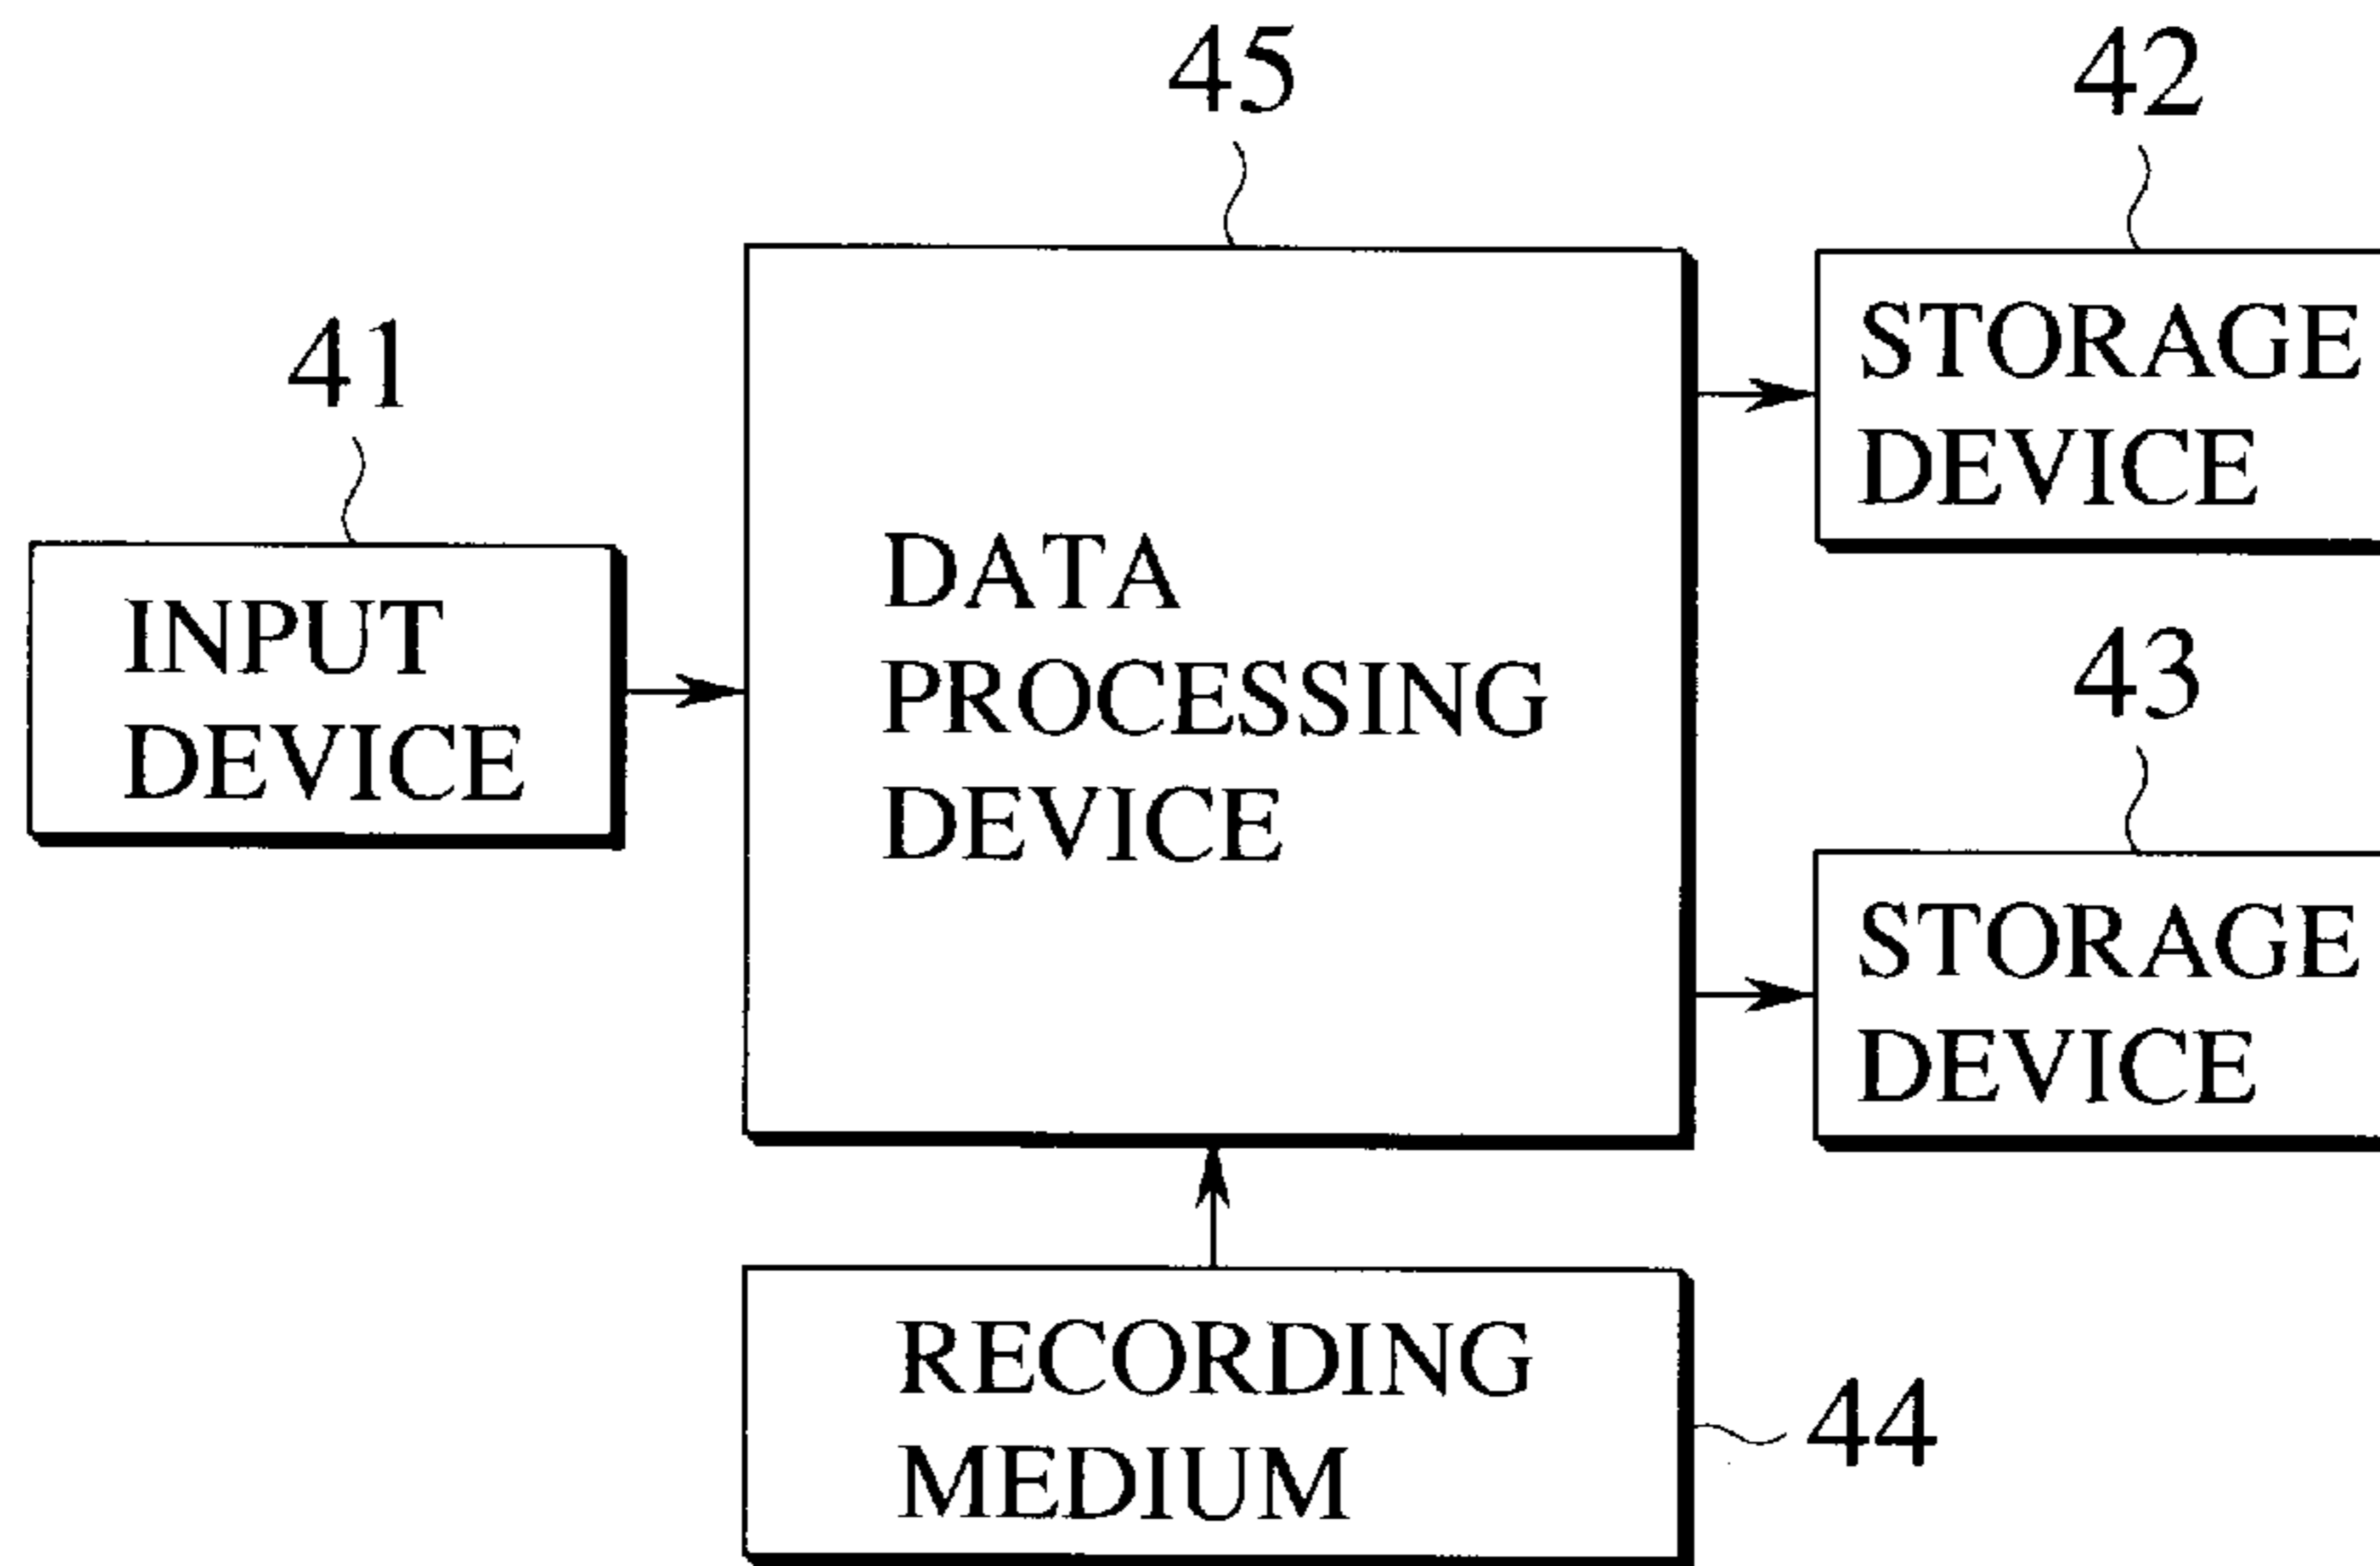 45
42
41
STORAGE
DEVICE
INPUT
DEVICE
DATA
PROCESSING
DEVICE
43
STORAGE
DEVICE
RECORDING
MEDIUM
44